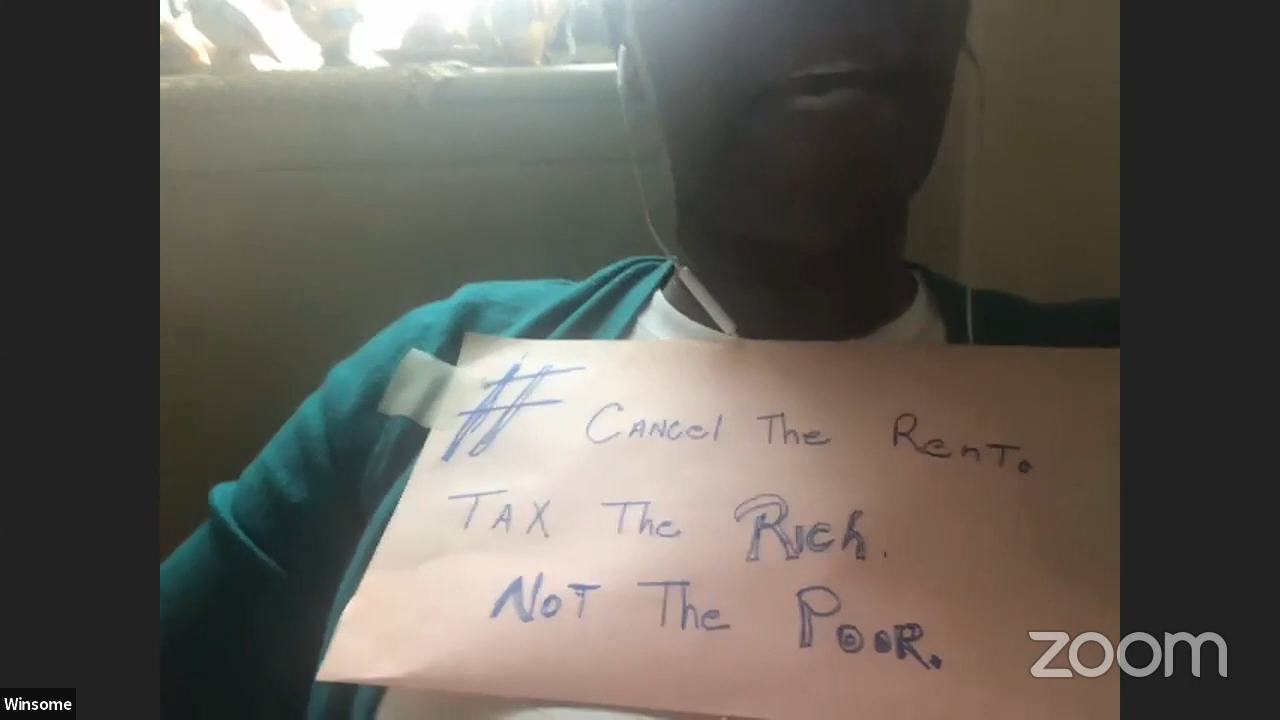 # Cancel The Rent.
Tax The Rich.
Not The Poor.
zoom
Winsome